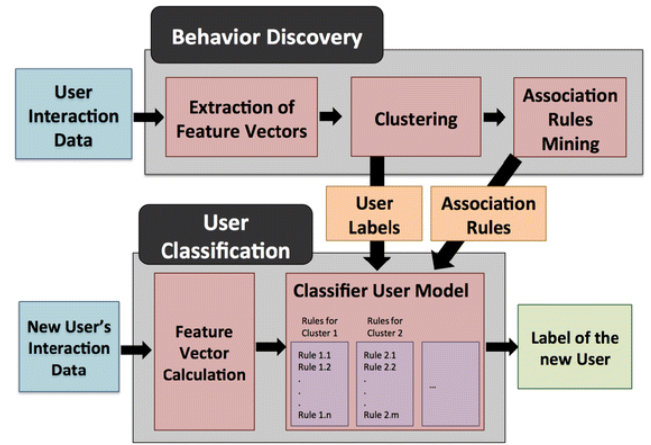 Behavior Discovery
User
Interaction
Data
Extraction of
Feature Vectors
Clustering
Association
Rules
Mining
User
Labels
Association
Rules
User
Classification
New User's
Interaction
Data
Feature
Vector
Calculation
Classifier User Model
Rules for
Cluster 1
Rule 1.1
Rule 1.2
.
.
.
Rule 1.n
Rules for
Cluster 2
Rule 2.1
Rule 2.2
.
.
.
Rule 2.m
...
Label of the
new User